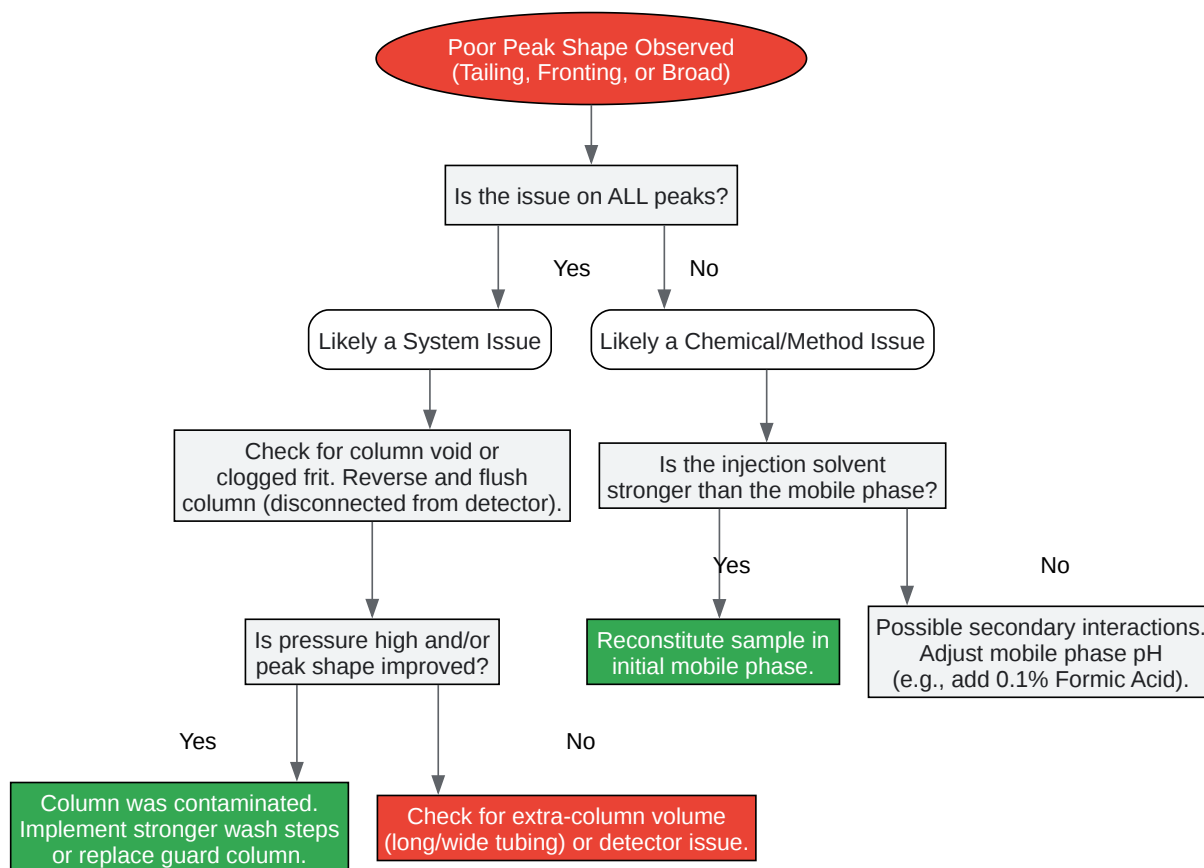 Poor Peak Shape Observed
(Tailing, Fronting, or Broad)
Is the issue on ALL peaks?
Yes
No
Likely a System Issue
Likely a Chemical/Method Issue
Check for column void or
clogged frit. Reverse and flush
column (disconnected from detector).
Is the injection solvent
stronger than the mobile phase?
Yes
No
Is pressure high and/or
peak shape improved?
Reconstitute sample in
initial mobile phase.
Possible secondary interactions.
Adjust mobile phase pH
(e.g., add 0.1% Formic Acid).
Yes
No
Column was contaminated.
Implement stronger wash steps
or replace guard column.
Check for extra-column volume
(long/wide tubing) or detector issue.